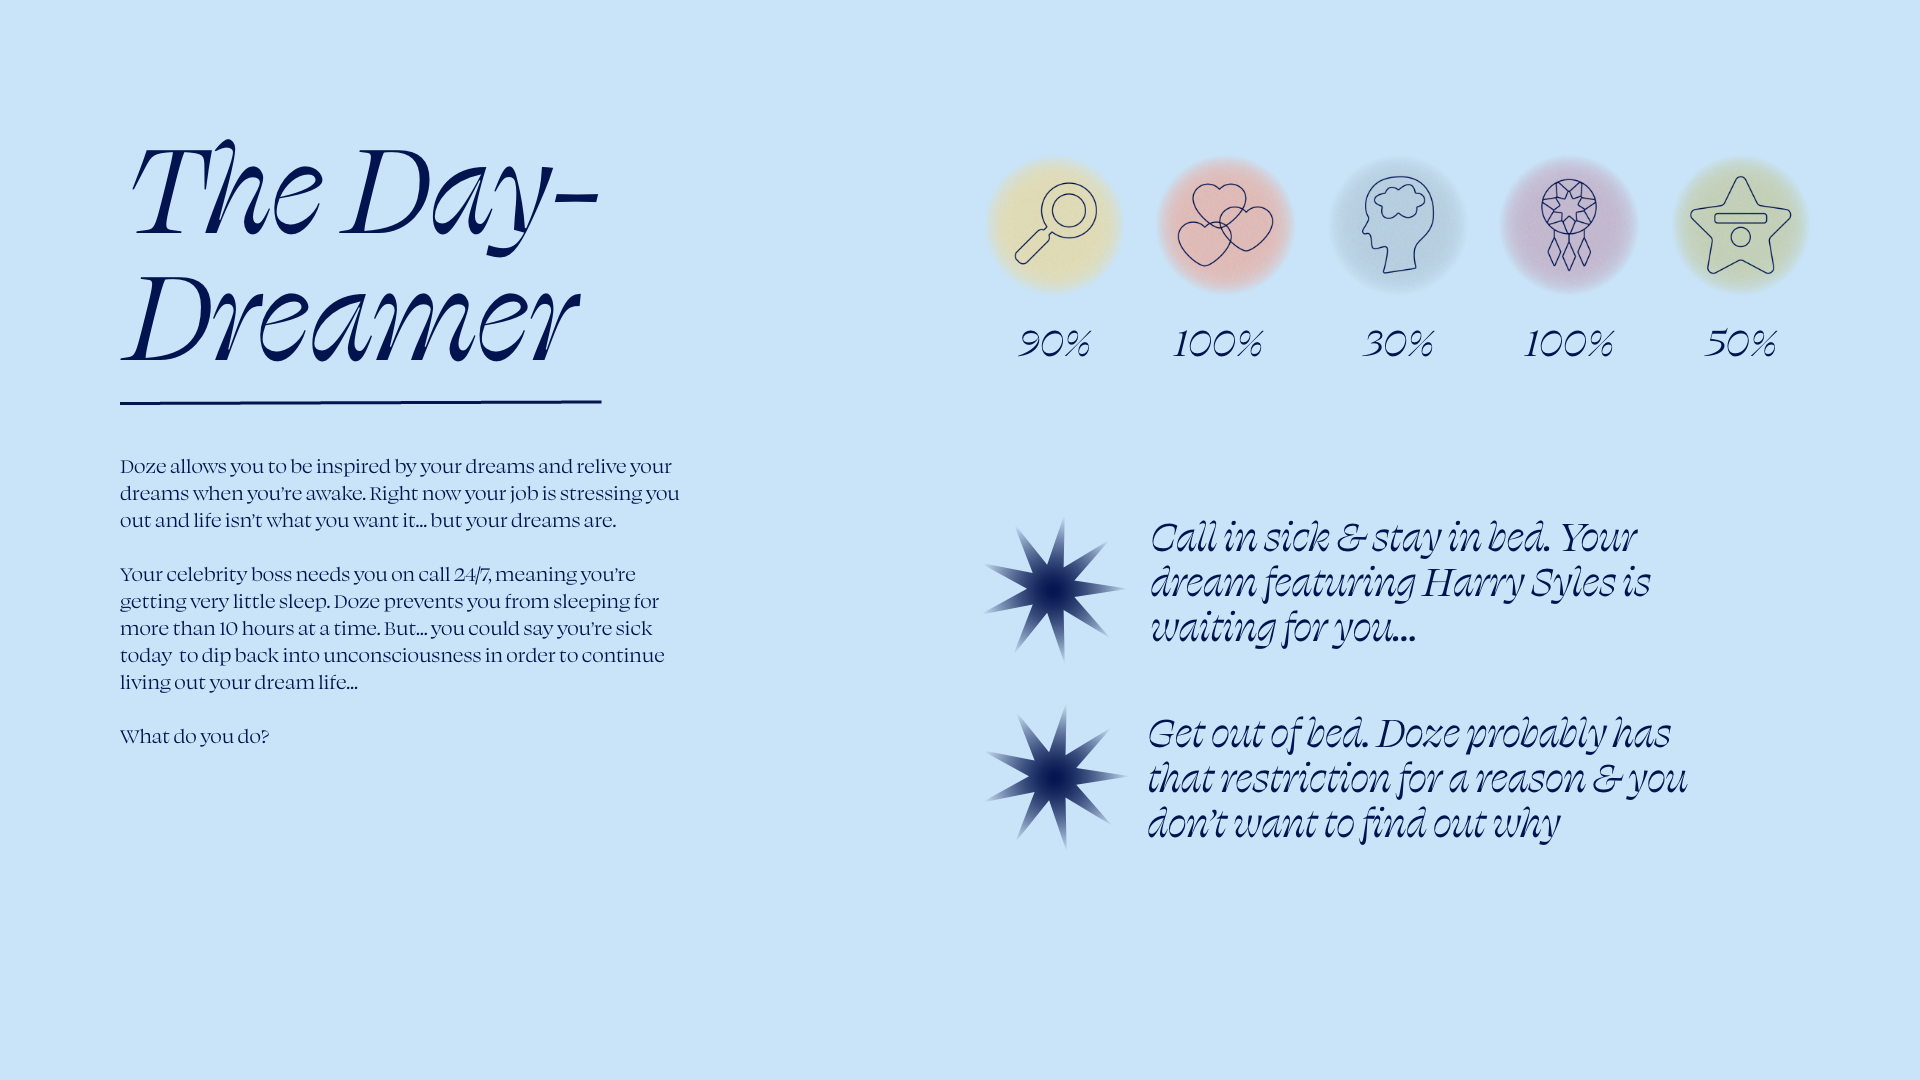 The Day-
Dreamer
Doze allows you to be inspired by your dreams and relive your
dreams when you're awake. Right now your job is stressing you
out and life isn't what you want it... but your dreams are.
Your celebrity boss needs you on call 24/7, meaning you're
getting very little sleep. Doze prevents you from sleeping for
more than 10 hours at a time. But... you could say you're sick
today  to dip back into unconsciousness in order to continue
living out your dream life...
What do you do?
90% 100% 30% 100% 50%
Call in sick & stay in bed. Your
dream featuring Harry Syles is
waiting for you...
Get out of bed. Doze probably has
that restriction for a reason & you
don't want to find out why